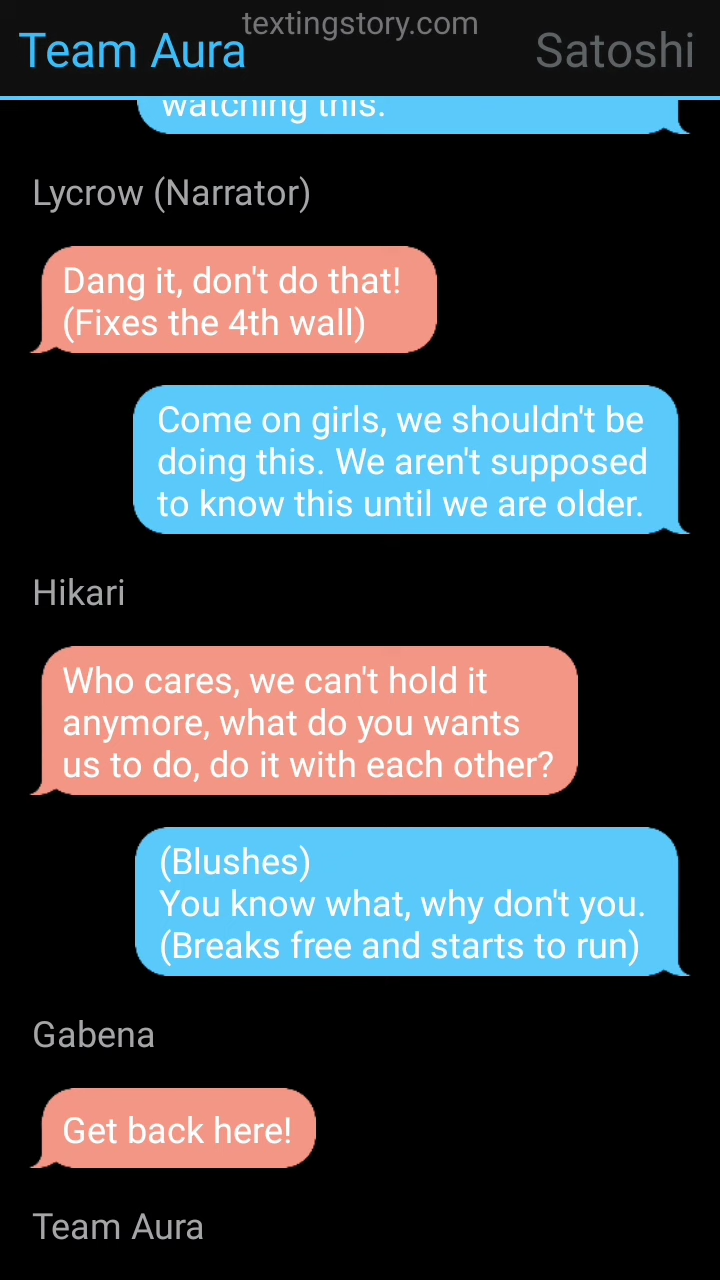 textingstory.com
Team Aura
Satoshi
watching this.
Lycrow (Narrator)
Dang it, don't do that!
(Fixes the 4th wall)
Come on girls, we shouldn't be
doing this. We aren't supposed
to know this until we are older.
Hikari
Who cares, we can't hold it
anymore, what do you wants
us to do, do it with each other?
(Blushes)
You know what, why don't you.
(Breaks free and starts to run)
Gabena
Get back here!
Team Aura